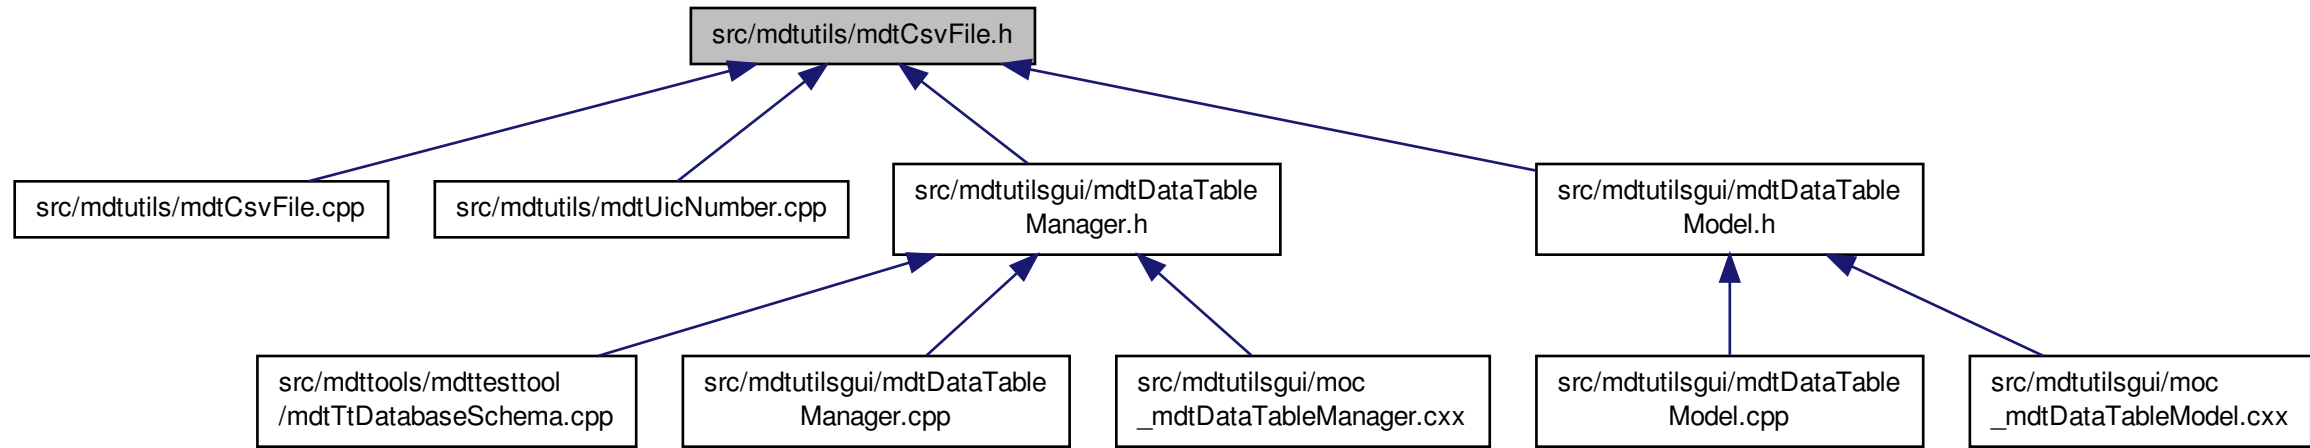 src/mdtutils/mdtCsvFile.h
src/mdtutils/mdtCsvFile.cpp
src/mdtutils/mdtUicNumber.cpp
src/mdtutilsgui/mdtDataTable
Manager.h
src/mdtutilsgui/mdtDataTable
Model.h
src/mdttools/mdttesttool
/mdtTtDatabaseSchema.cpp
src/mdtutilsgui/mdtDataTable
Manager.cpp
src/mdtutilsgui/moc
_mdtDataTableManager.cxx
src/mdtutilsgui/mdtDataTable
Model.cpp
src/mdtutilsgui/moc
_mdtDataTableModel.cxx